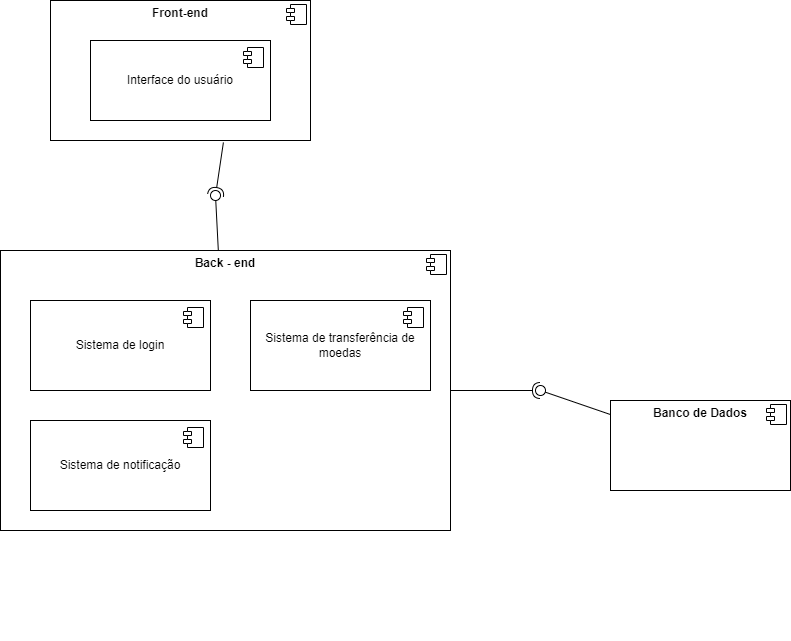 Front-end
Interface do usuário
Back - end
Sistema de login
Sistema de transferência de
moedas
Sistema de notificação
Banco de Dados